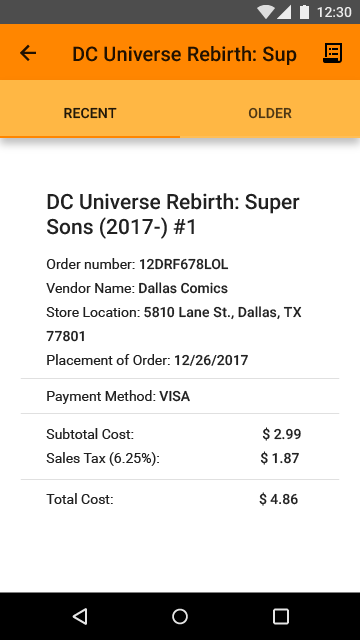 12:30
DC Universe Rebirth: Sup
RECENT
OLDER
DC Universe Rebirth: Super
Sons (2017-) #1
Order number: 12DRF678LOL
Vendor Name: Dallas Comics
Store Location: 5810 Lane St., Dallas, TX
77801
Placement of Order: 12/26/2017
Payment Method: VISA
Subtotal Cost: $ 2.99
Sales Tax (6.25%): $ 1.87
Total Cost: $ 4.86